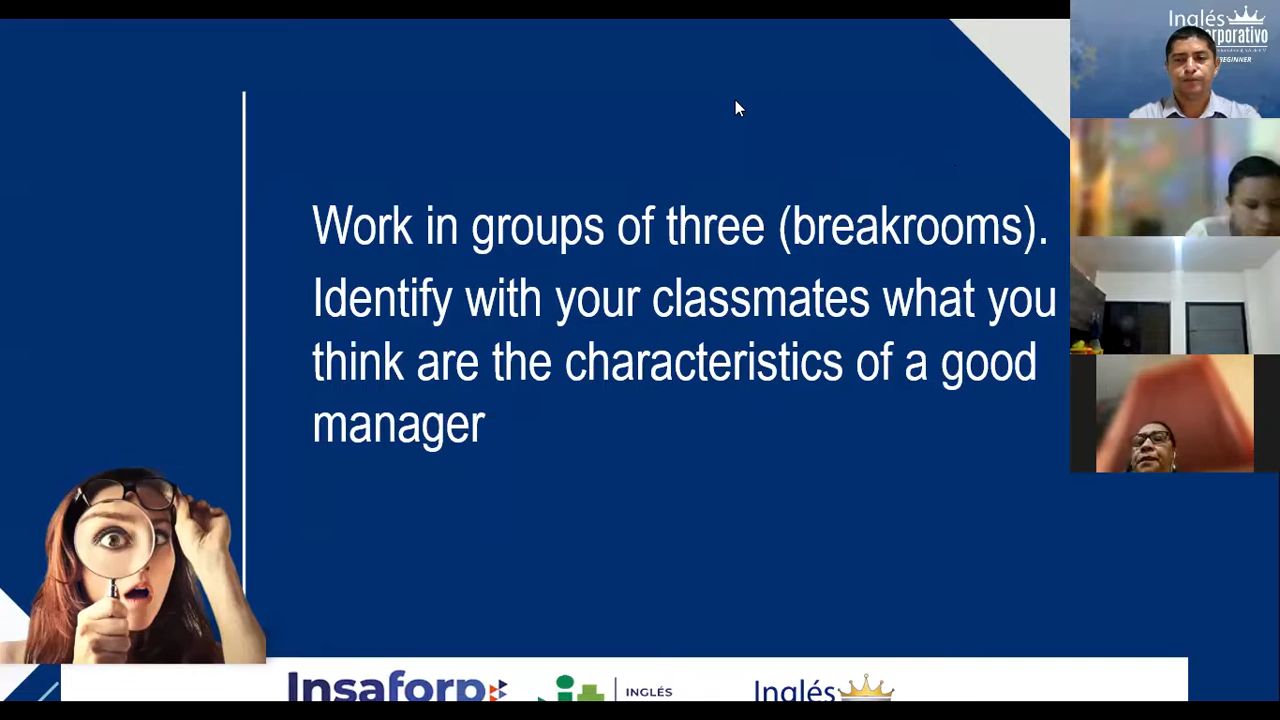 Work in groups of three (breakrooms).
Identify with your classmates what you
think are the characteristics of a good
manager
Inglés
BEGINNER
Insaforp
INGLÉS
Inglés